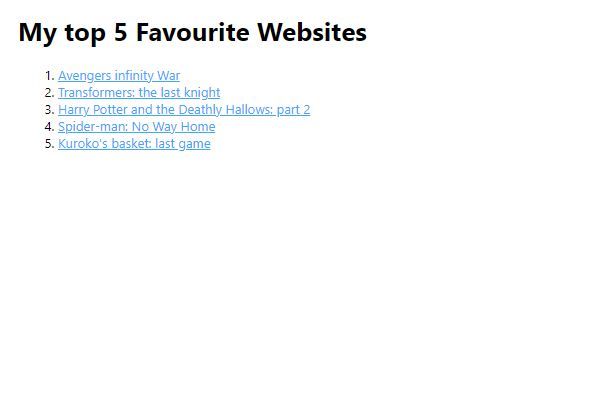 My top 5 Favourite Websites
1. Avengers infinity War
2. Transformers: the last knight
3. Harry Potter and the Deathly Hallows: part 2
4. Spider-man: No Way Home
5. Kuroko's basket: last game